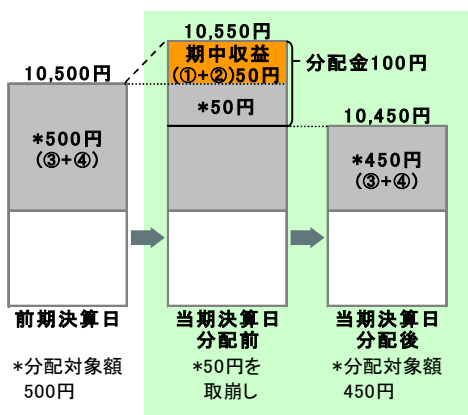 10,550円
期中収益
(①+②)50円
分配金100円
10,500円
*50円
10,450円
*500円
(③+④)
*450円
(③+④)
前期決算日
当期決算日
分配前
当期決算日
分配後
*分配対象額
500円
*50円を
取崩し
*分配対象額
450円